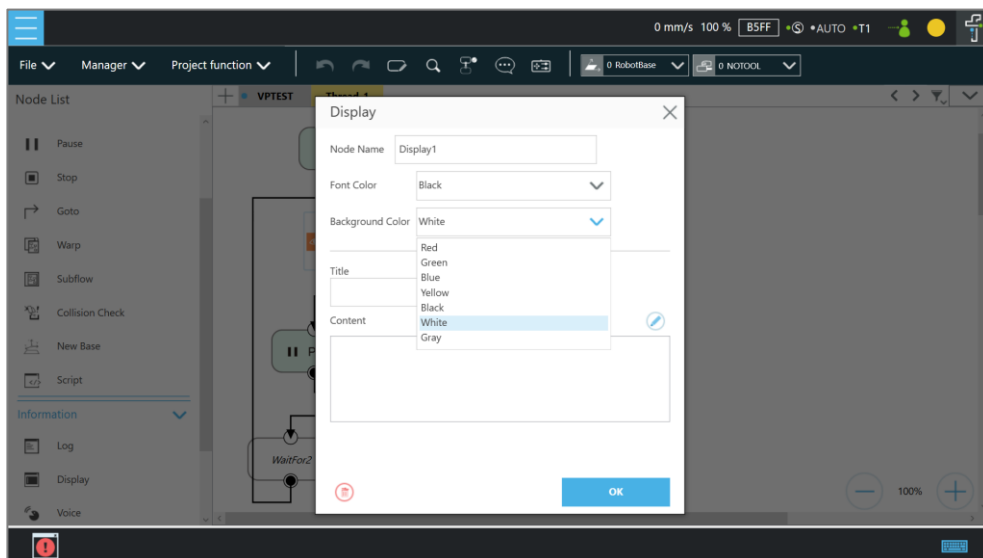 0 mm/s 100 % B5FF •Ⓢ •AUTO •T1
File Manager Project function 0 RobotBase 0 NOTOOL
Node List
VPTEST Thread_1
Pause
Stop
Goto
Warp
Subflow
Collision Check
New Base
Script
Information
Log
Display
Voice
WaitFor2
Display
Node Name Display1
Font Color Black
Background Color White
Red
Green
Blue
Yellow
Black
White
Gray
Title
Content
OK
100%